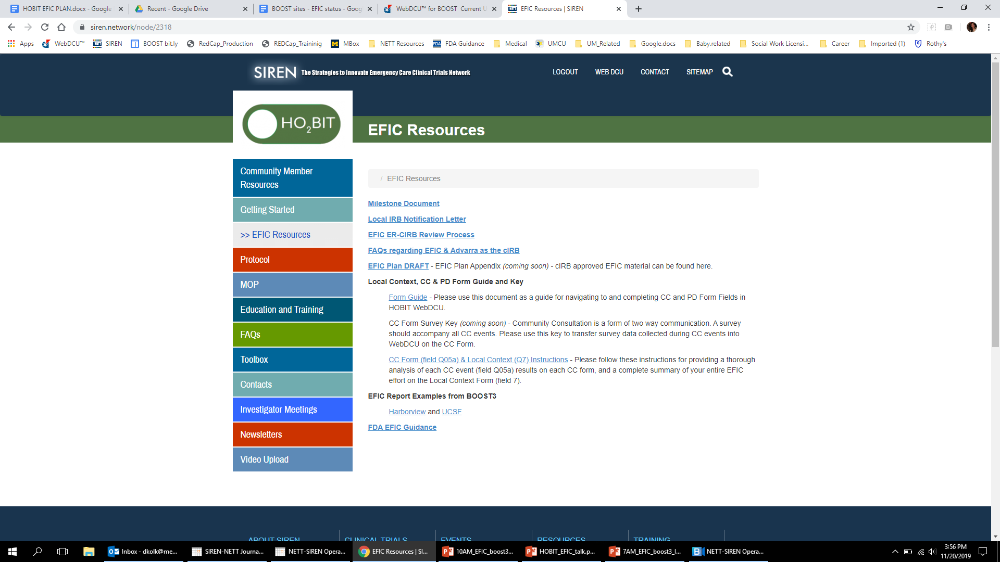 HOBIT EFIC PLAN.docx - Google
Recent - Google Drive
BOOST sites - EFIC status - Goog
WebDCU™ for BOOST Current U
EFIC Resources | SIREN
siren.network/node/2318
Apps
WebDCU™
SIREN
BOOST bit.ly
RedCap_Production
REDCap_Traininig
MBox
NETT Resources
FDA Guidance
Medical
UMCU
UM_Related
Google.docs
Baby.related
Social Work Licensi...
Career
Imported (1)
Rothy's
SIREN The Strategies to Innovate Emergency Care Clinical Trials Network
LOGOUT
WEB DCU
CONTACT
SITEMAP
HO2BIT
EFIC Resources
Community Member
Resources
Getting Started
>> EFIC Resources
Protocol
MOP
Education and Training
FAQs
Toolbox
Contacts
Investigator Meetings
Newsletters
Video Upload
/ EFIC Resources
Milestone Document
Local IRB Notification Letter
EFIC ER-CIRB Review Process
FAQs regarding EFIC & Advarra as the cIRB
EFIC Plan DRAFT - EFIC Plan Appendix (coming soon) - cIRB approved EFIC material can be found here.
Local Context, CC & PD Form Guide and Key
Form Guide - Please use this document as a guide for navigating to and completing CC and PD Form Fields in
HOBIT WebDCU.
CC Form Survey Key (coming soon) - Community Consultation is a form of two way communication. A survey
should accompany all CC events. Please use this key to transfer survey data collected during CC events into
WebDCU on the CC Form.
CC Form (field Q05a) & Local Context (Q7) Instructions - Please follow these instructions for providing a thorough
analysis of each CC event (field Q05a) results on each CC form, and a complete summary of your entire EFIC
effort on the Local Context Form (field 7).
EFIC Report Examples from BOOST3
Harborview and UCSF
FDA EFIC Guidance
ABOUT SIREN
CLINICAL TRIALS
EVENTS
RESOURCES
TRAINING
Inbox - dkolk@me...
SIREN-NETT Journa...
NETT-SIREN Opera...
EFIC Resources | SI...
10AM_EFIC_boost3...
HOBIT_EFIC_talk.p...
7AM_EFIC_boost3_l...
NETT-SIREN Opera...
3:56 PM
11/20/2019